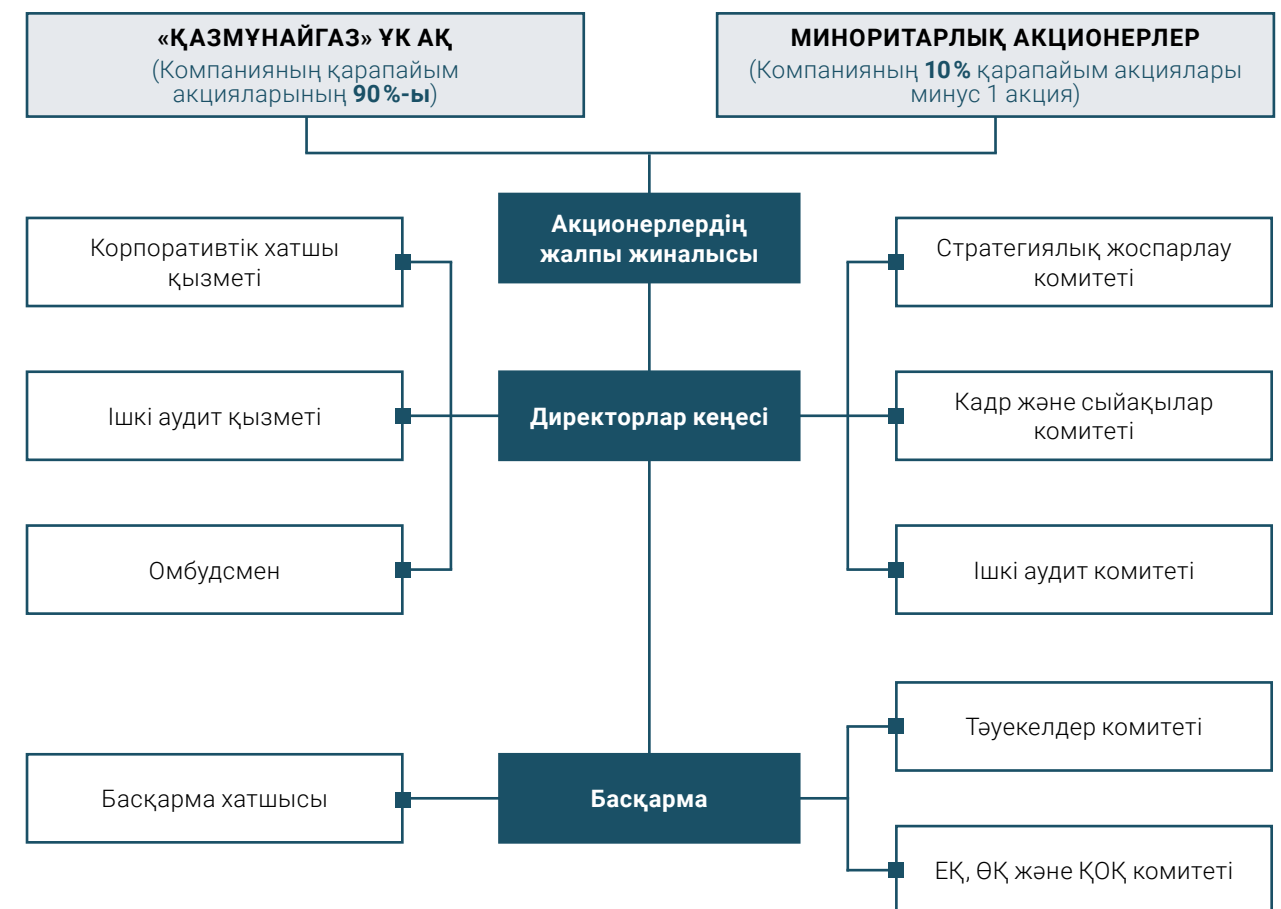 «ҚАЗМҰНАЙГАЗ» ҰК АҚ
(Компанияның қарапайым
акцияларының 90%-ы)
МИНОРИТАРЛЫҚ АКЦИОНЕРЛЕР
(Компанияның 10% қарапайым акциялары
минус 1 акция)
Акционерлердің
жалпы жиналысы
Корпоративтік хатшы
қызметі
Стратегиялық жоспарлау
комитеті
Ішкі аудит қызметі
Директорлар кеңесі
Кадр және сыйақылар
комитеті
Омбудсмен
Ішкі аудит комитеті
Тәуекелдер комитеті
Басқарма хатшысы
Басқарма
ЕҚ, ӨҚ және ҚОҚ комитеті